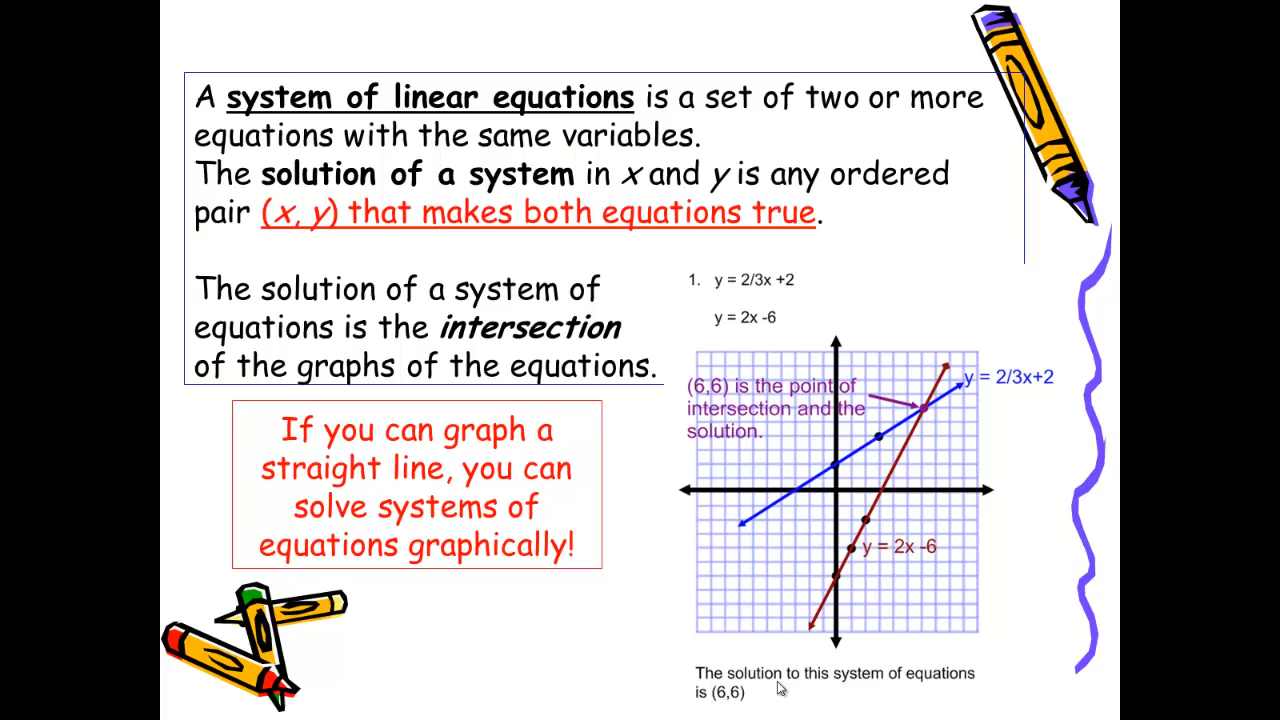 A system of linear equations is a set of two or more
equations with the same variables.
The solution of a system in x and y is any ordered
pair (x, y) that makes both equations true.
The solution of a system of
equations is the intersection
of the graphs of the equations.
If you can graph a
straight line, you can
solve systems of
equations graphically!
1. y = 2/3x +2
y = 2x -6
y = 2/3x+2
(6,6) is the point of
intersection and the
solution.
y = 2x -6
The solution to this system of equations
is (6,6)